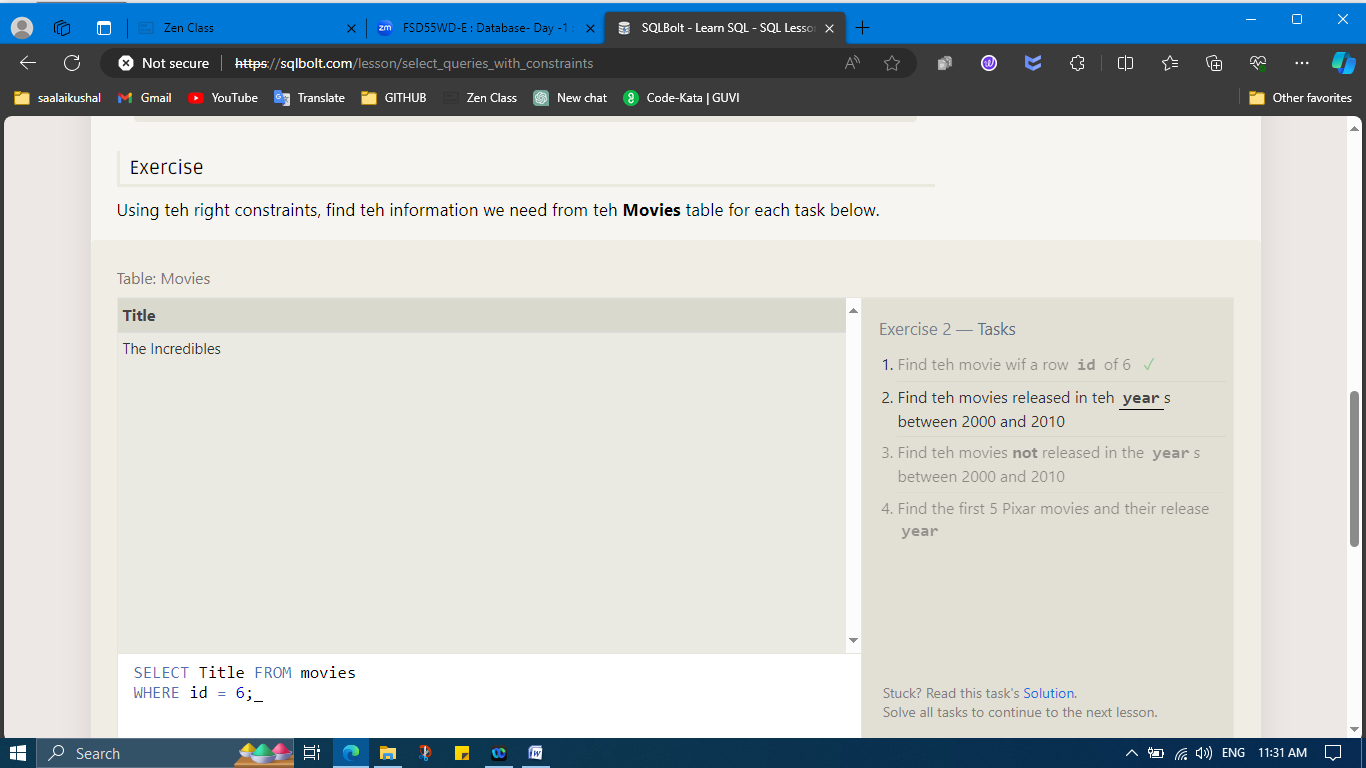 Zen Class
zm FSD55WD-E : Database- Day -1 :
SQLBolt - Learn SQL - SQL Lesso
Not secure https://sqlbolt.com/lesson/select_queries_with_constraints
saalaikushal Gmail YouTube Translate GITHUB Zen Class New chat Code-Kata | GUVI Other favorites
Exercise
Using teh right constraints, find teh information we need from teh Movies table for each task below.
Table: Movies
Title
The Incredibles
Exercise 2 — Tasks
1. Find teh movie wif a row id of 6 ✓
2. Find teh movies released in teh year s
between 2000 and 2010
3. Find teh movies not released in the year s
between 2000 and 2010
4. Find the first 5 Pixar movies and their release
year
SELECT Title FROM movies
WHERE id = 6;_
Stuck? Read this task's Solution.
Solve all tasks to continue to the next lesson.
Search
ENG 11:31 AM